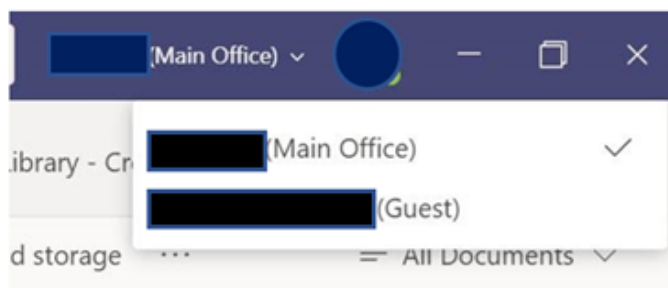 (Main Office)
(Main Office)
ibrary - Cr
(Guest)
d storage ... All Documents